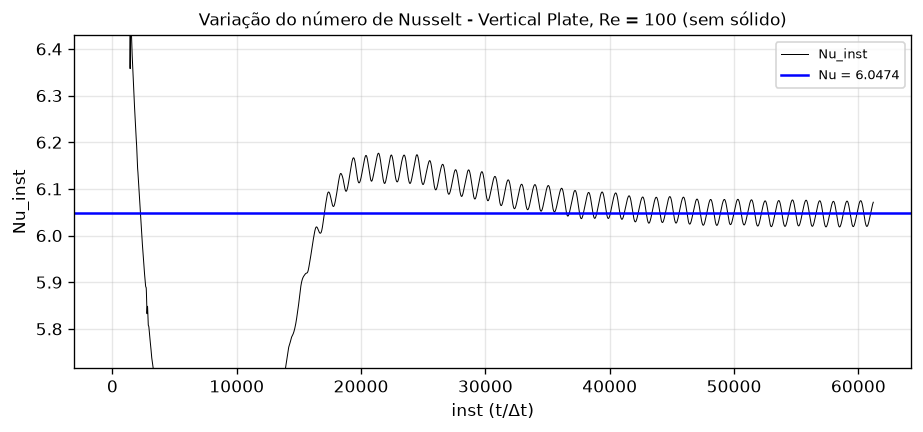 Variação do número de Nusselt - Vertical Plate, Re = 100 (sem sólido)
Nu_inst
Nu = 6.0474
6.4
6.3
6.2
6.1
6.0
5.9
5.8
Nu_inst
0 10000 20000 30000 40000 50000 60000
inst (t/Δt)